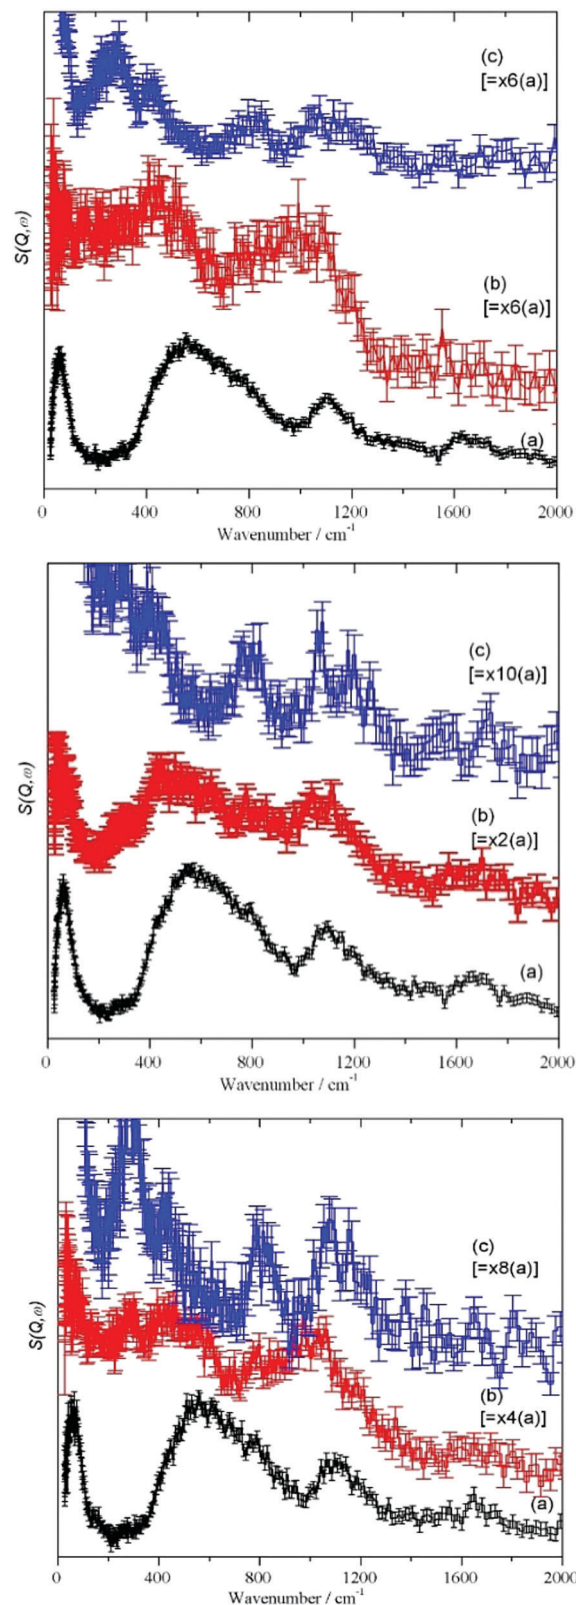 (c)
[=x6(a)]
S(Q,ω)
(b)
[=x6(a)]
(a)
0 400 800 1200 1600 2000
Wavenumber / cm-1
(c)
[=x10(a)]
S(Q,ω)
(b)
[=x2(a)]
(a)
0 400 800 1200 1600 2000
Wavenumber / cm-1
(c)
[=x8(a)]
S(Q,ω)
(b)
[=x4(a)]
(a)
0 400 800 1200 1600 2000
Wavenumber / cm-1